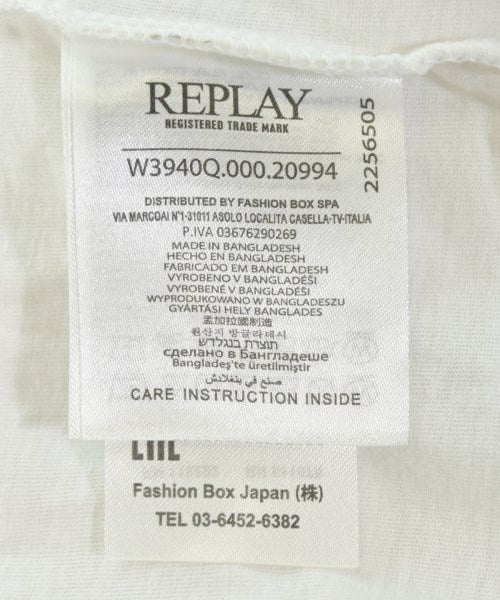 REPLAY
REGISTERED TRADE MARK
W3940Q.000.20994
2256505
DISTRIBUTED BY FASHION BOX SPA
VIA MARCOAI N°1-31011 ASOLO LOCALITA CASELLA-TV-ITALIA
P.IVA 03676290269
MADE IN BANGLADESH
HECHO EN BANGLADESH
FABRICADO EM BANGLADESH
VYROBENO V BANGLADÉŠI
VYROBENÉ V BANGLADÉŠI
WYPRODUKOWANO W BANGLADESZU
GYÁRTÁSI HELY BANGLADES
孟加拉國制造
원산지 방글라데시
תוצרת בנגלדש
сделано в Бангладеше
Bangladeş'te üretilmiştir
صنع في بنغلادش
CARE INSTRUCTION INSIDE
Fashion Box Japan (株)
TEL 03-6452-6382